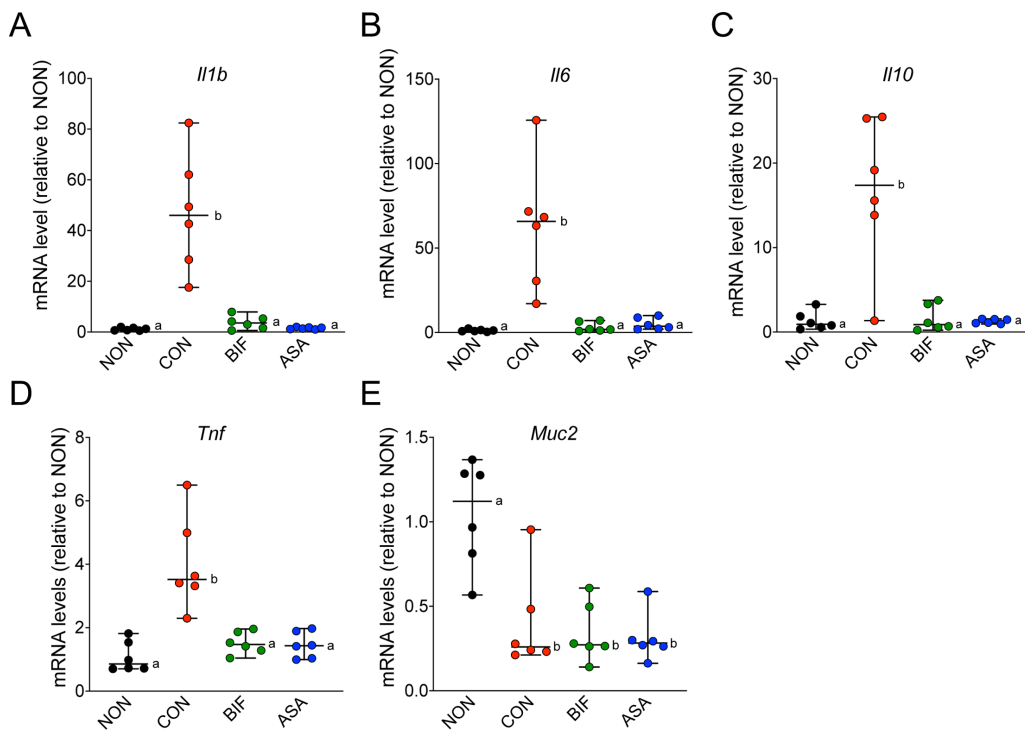 A
Il1b
mRNA level (relative to NON)
100
80
60
40
20
0
b
a
a
a
NON
CON
BIF
ASA
B
Il6
mRNA level (relative to NON)
150
100
50
0
b
a
a
a
NON
CON
BIF
ASA
C
Il10
mRNA level (relative to NON)
30
20
10
0
b
a
a
a
NON
CON
BIF
ASA
D
Tnf
mRNA levels (relative to NON)
8
6
4
2
0
b
a
a
a
NON
CON
BIF
ASA
E
Muc2
mRNA levels (relative to NON)
1.5
1.0
0.5
0.0
a
b
b
b
NON
CON
BIF
ASA